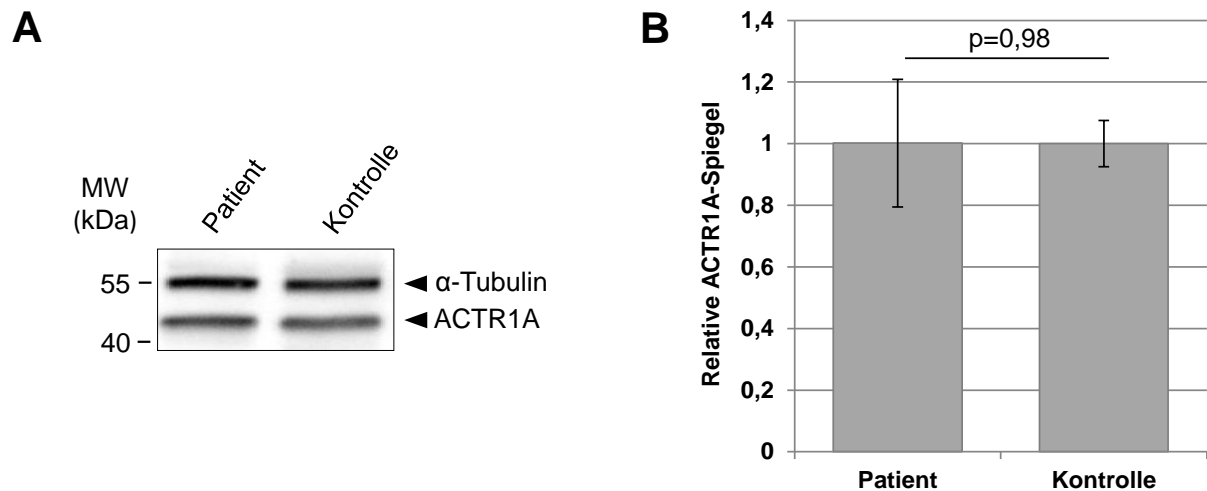 A
MW
(kDa)
Patient
Kontrolle
55
α-Tubulin
ACTR1A
40
B
Relative ACTR1A-Spiegel
1,4
1,2
1
0,8
0,6
0,4
0,2
0
p=0,98
Patient
Kontrolle